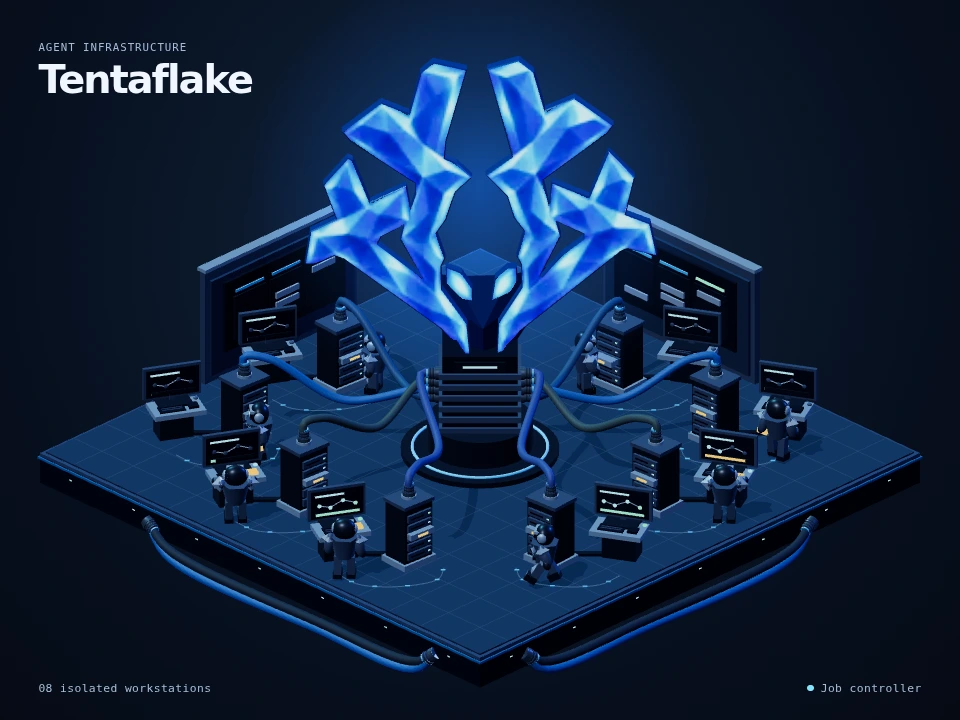 AGENT INFRASTRUCTURE
Tentaflake
08 isolated workstations
Job controller